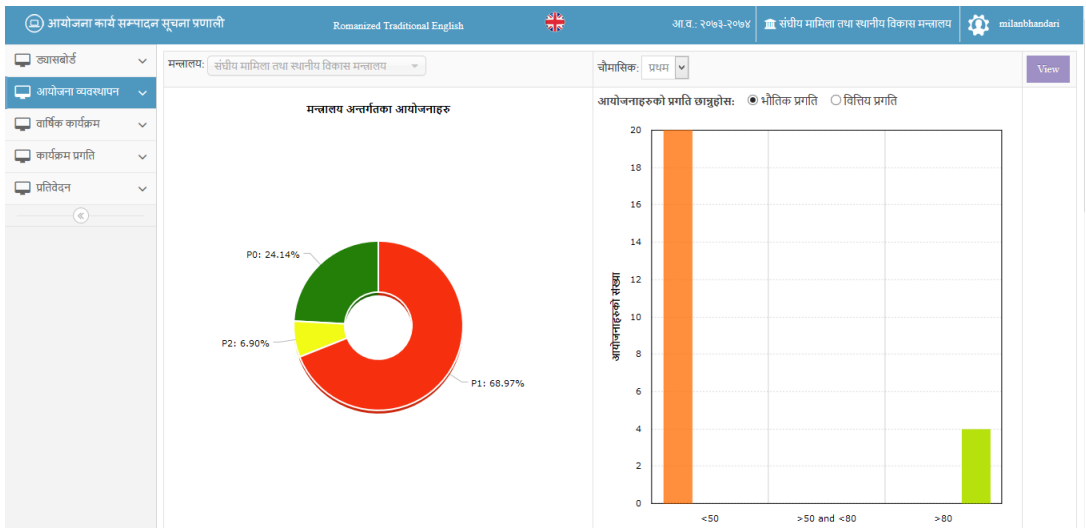 आयोजना कार्य सम्पादन सूचना प्रणाली
Romanized Traditional English
आ.व.: २०७३-२०७४
संघीय मामिला तथा स्थानीय विकास मन्त्रालय
milanbhandari
ड्यासबोर्ड
आयोजना व्यवस्थापन
वार्षिक कार्यक्रम
कार्यक्रम प्रगति
प्रतिवेदन
मन्त्रालय: संघीय मामिला तथा स्थानीय विकास मन्त्रालय
चौमासिक: प्रथम
View
मन्त्रालय अन्तर्गतका आयोजनाहरु
P0: 24.14%
P2: 6.90%
P1: 68.97%
आयोजनाहरुको प्रगति छान्नुहोस: भौतिक प्रगति वित्तिय प्रगति
आयोजनाहरुको संख्या
20
18
16
14
12
10
8
6
4
2
0
<50 >50 and <80 >80